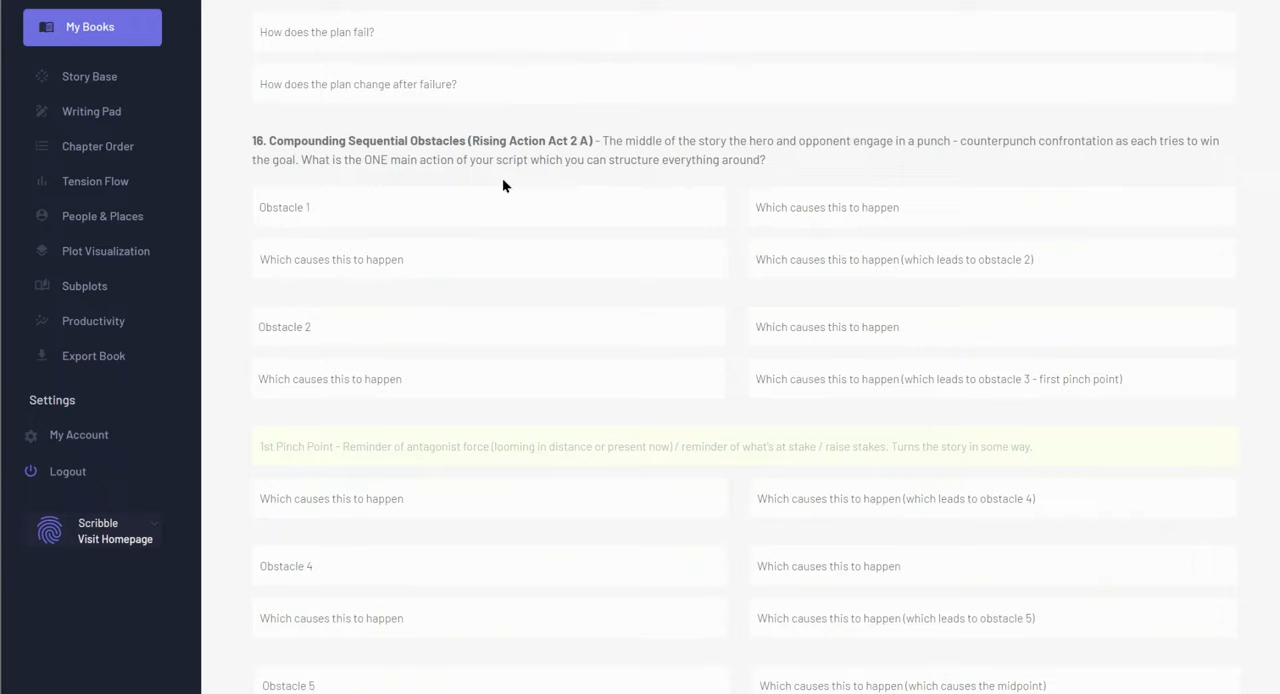 My Books
Story Base
Writing Pad
Chapter Order
Tension Flow
People & Places
Plot Visualization
Subplots
Productivity
Export Book
Settings
My Account
Logout
Scribble
Visit Homepage
How does the plan fail?
How does the plan change after failure?
16. Compounding Sequential Obstacles (Rising Action Act 2 A) - The middle of the story the hero and opponent engage in a punch - counterpunch confrontation as each tries to win
the goal. What is the ONE main action of your script which you can structure everything around?
Obstacle 1
Which causes this to happen
Which causes this to happen
Which causes this to happen (which leads to obstacle 2)
Obstacle 2
Which causes this to happen
Which causes this to happen
Which causes this to happen (which leads to obstacle 3 - first pinch point)
1st Pinch Point - Reminder of antagonist force (looming in distance or present now) / reminder of what's at stake / raise stakes. Turns the story in some way.
Which causes this to happen
Which causes this to happen (which leads to obstacle 4)
Obstacle 4
Which causes this to happen
Which causes this to happen
Which causes this to happen (which leads to obstacle 5)
Obstacle 5
Which causes this to happen (which causes the midpoint)